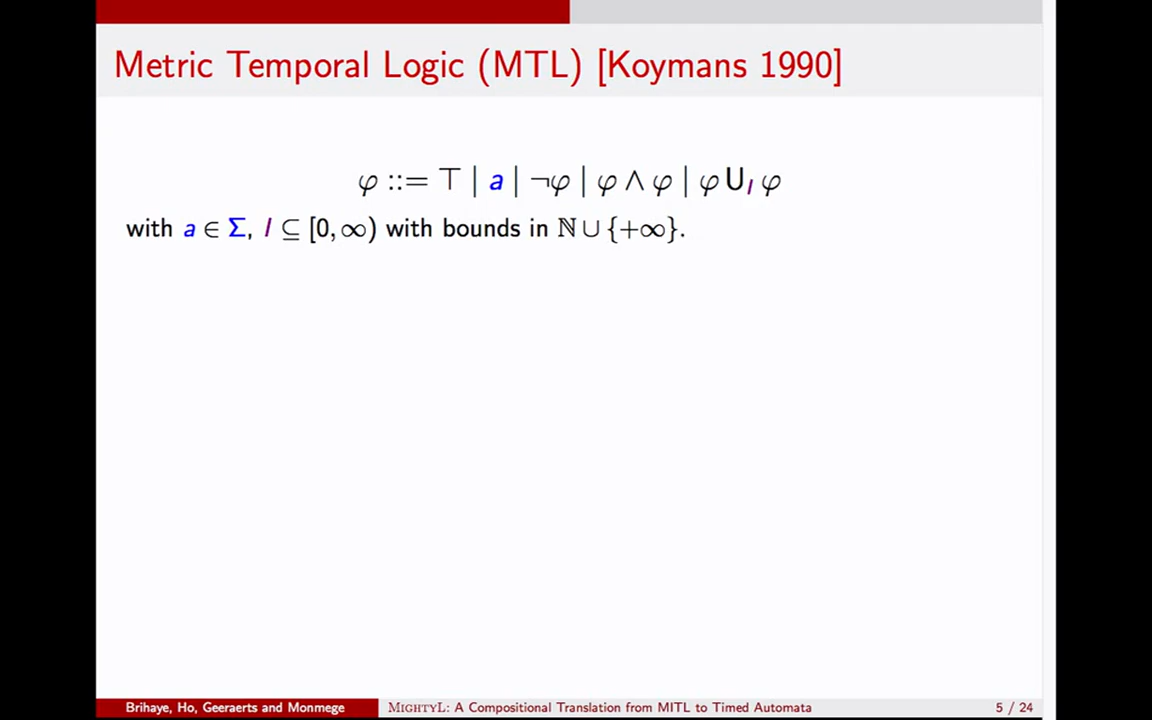 Metric Temporal Logic (MTL) [Koymans 1990]
φ ::= ⊤ | a | ¬φ | φ ∧ φ | φ U_I φ
with a ∈ Σ, I ⊆ [0, ∞) with bounds in ℕ ∪ {+∞}.
Brihaye, Ho, Geeraerts and Monmege
MIGHTYL: A Compositional Translation from MITL to Timed Automata
5 / 24